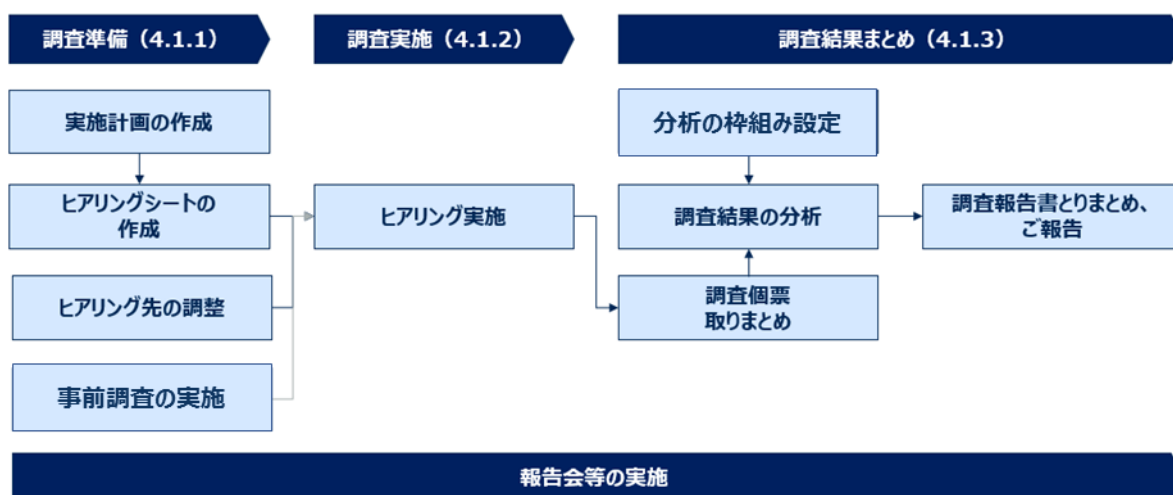 調査準備（4.1.1）
調査実施（4.1.2）
調査結果まとめ（4.1.3）
実施計画の作成
ヒアリングシートの
作成
ヒアリング先の調整
事前調査の実施
ヒアリング実施
分析の枠組み設定
調査結果の分析
調査個票
取りまとめ
調査報告書とりまとめ、
ご報告
報告会等の実施